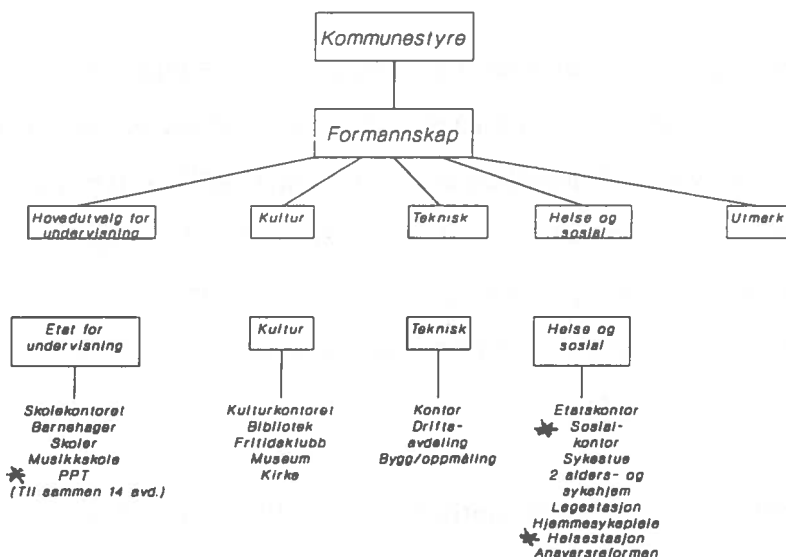 Kommunestyre
Formannskap
Hovedutvalg for
undervisning
Kultur
Teknisk
Helse og
sosial
Utmerk
Etat for
undervisning
Kultur
Teknisk
Helse og
sosial
Skolekontoret
Barnehager
Skoler
Musikkskole
PPT
(Til sammen 14 avd.)
Kulturkontoret
Bibliotek
Fritidsklubb
Museum
Kirke
Kontor
Drifts-
avdeling
Bygg/oppmåling
Etatskontor
Sosial-
kontor
Sykestue
2 alders- og
sykehjem
Legestasjon
Hjemmesykepleie
Helsestasjon
Ansvarsreformen